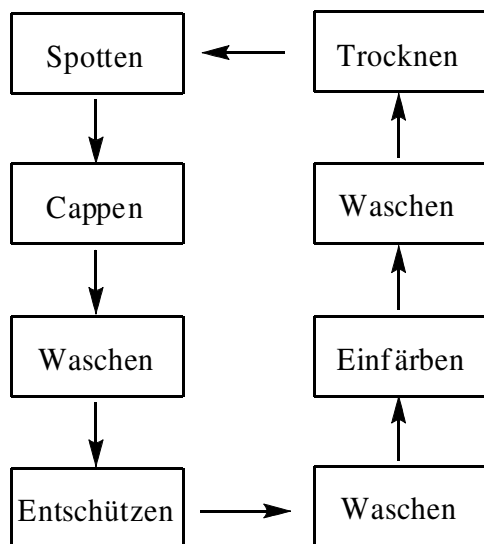 Spotten
Cappen
Waschen
Entschützen
Waschen
Einfärben
Waschen
Trocknen